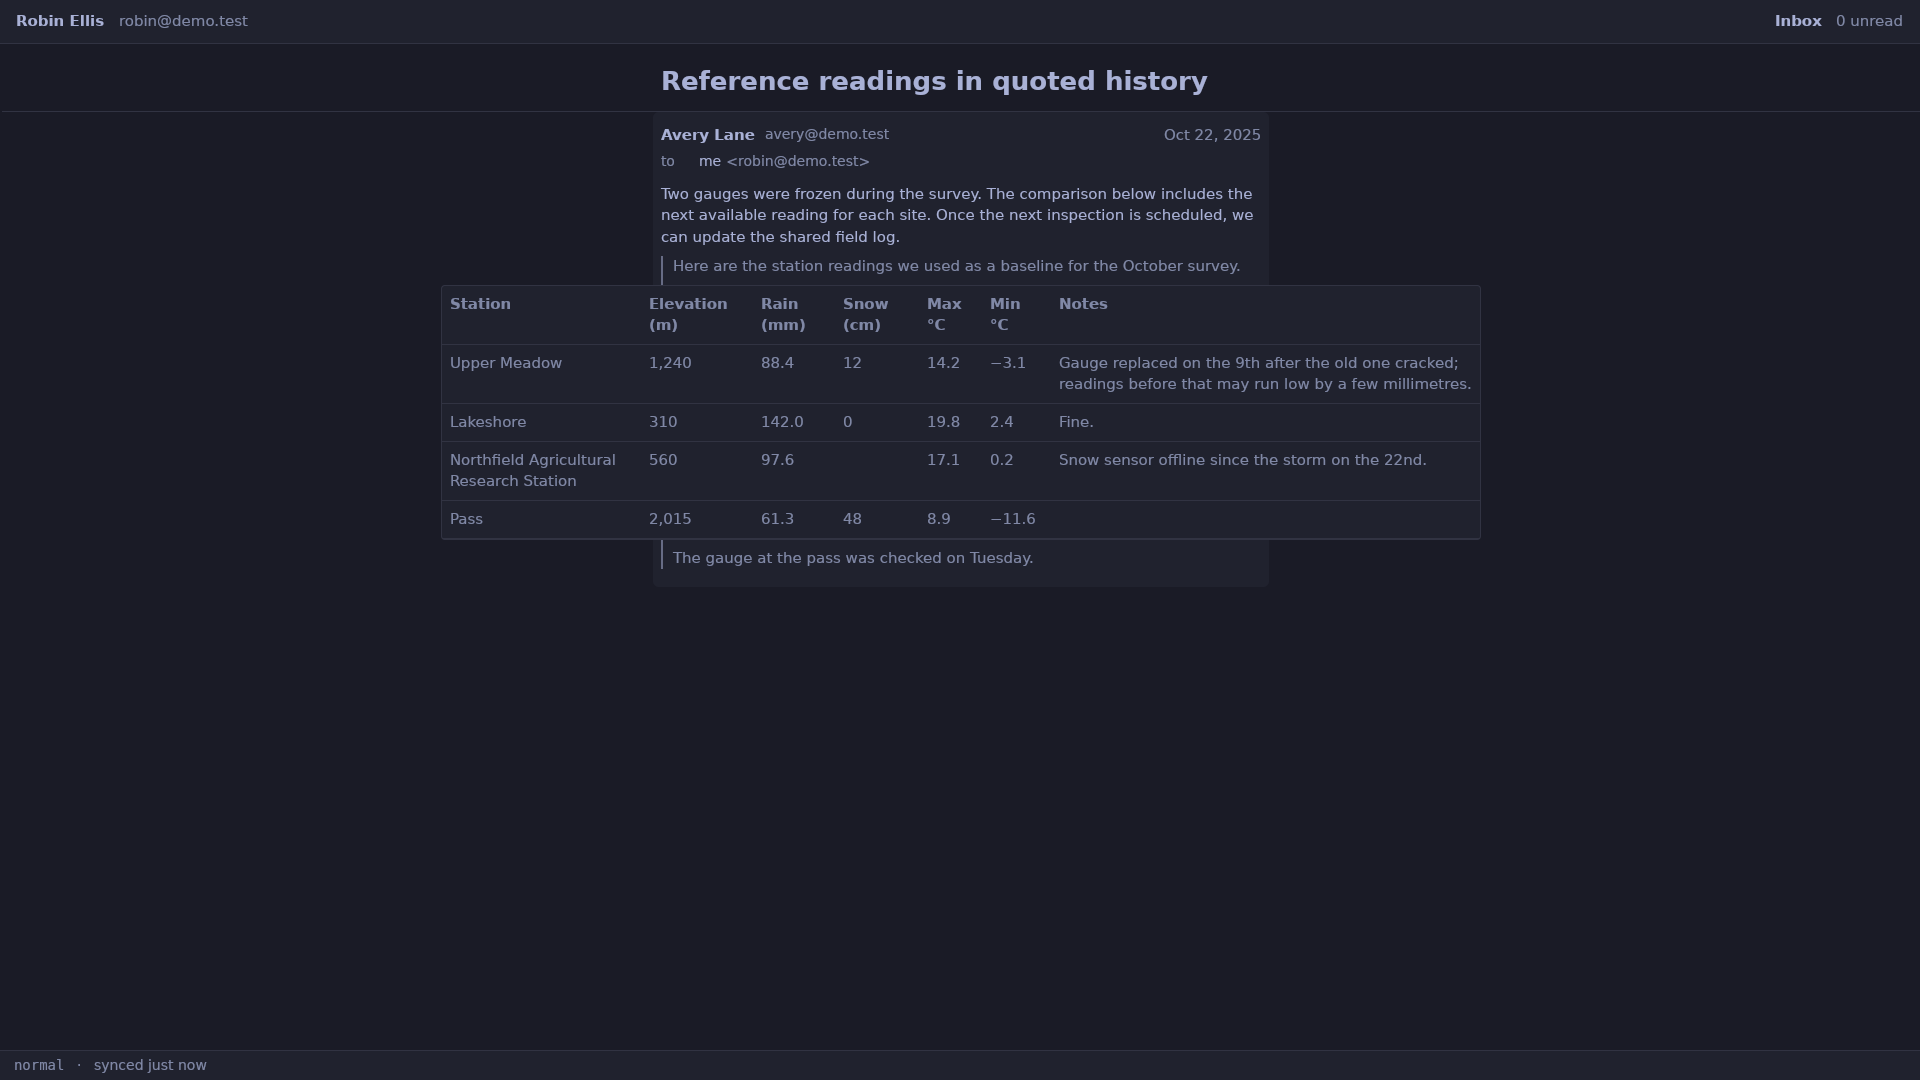 Robin Ellis robin@demo.test Inbox 0 unread
Reference readings in quoted history
Avery Lane avery@demo.test Oct 22, 2025
to me <robin@demo.test>
Two gauges were frozen during the survey. The comparison below includes the
next available reading for each site. Once the next inspection is scheduled, we
can update the shared field log.
Here are the station readings we used as a baseline for the October survey.
Station Elevation (m) Rain (mm) Snow (cm) Max °C Min °C Notes
Upper Meadow 1,240 88.4 12 14.2 −3.1 Gauge replaced on the 9th after the old one cracked;
readings before that may run low by a few millimetres.
Lakeshore 310 142.0 0 19.8 2.4 Fine.
Northfield Agricultural Research Station 560 97.6 17.1 0.2 Snow sensor offline since the storm on the 22nd.
Pass 2,015 61.3 48 8.9 −11.6
The gauge at the pass was checked on Tuesday.
normal · synced just now